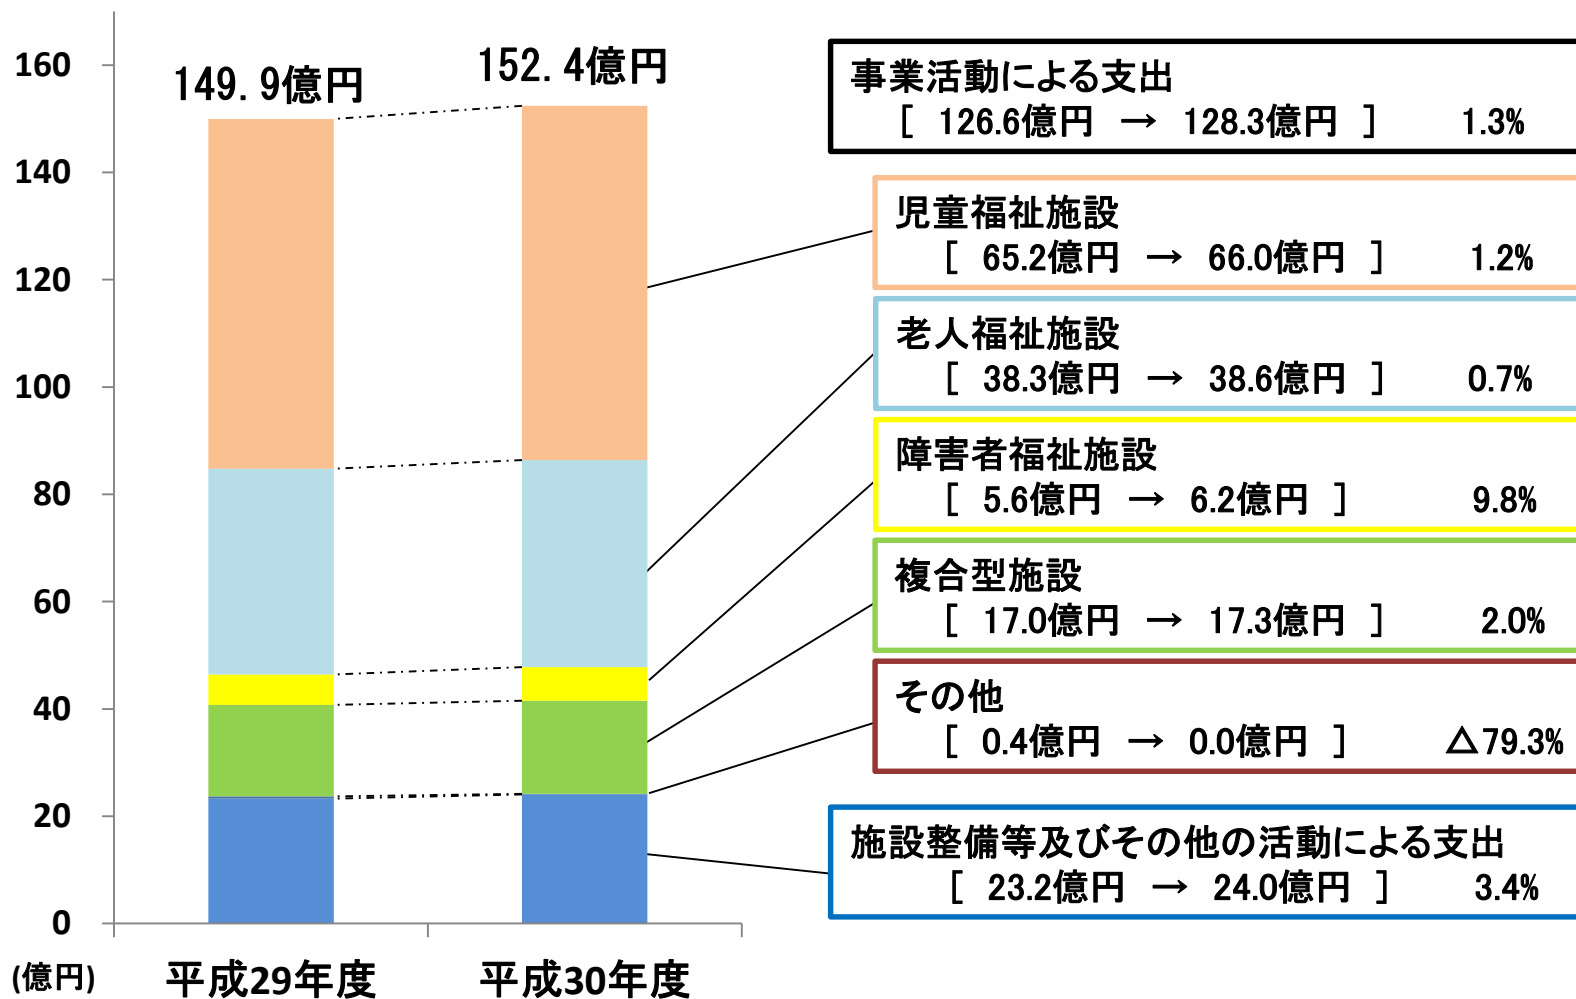 160
140
120
100
80
60
40
20
0
(億円)
149.9億円
152.4億円
平成29年度
平成30年度
事業活動による支出
[ 126.6億円 → 128.3億円 ] 1.3%
児童福祉施設
[ 65.2億円 → 66.0億円 ] 1.2%
老人福祉施設
[ 38.3億円 → 38.6億円 ] 0.7%
障害者福祉施設
[ 5.6億円 → 6.2億円 ] 9.8%
複合型施設
[ 17.0億円 → 17.3億円 ] 2.0%
その他
[ 0.4億円 → 0.0億円 ] △79.3%
施設整備等及びその他の活動による支出
[ 23.2億円 → 24.0億円 ] 3.4%